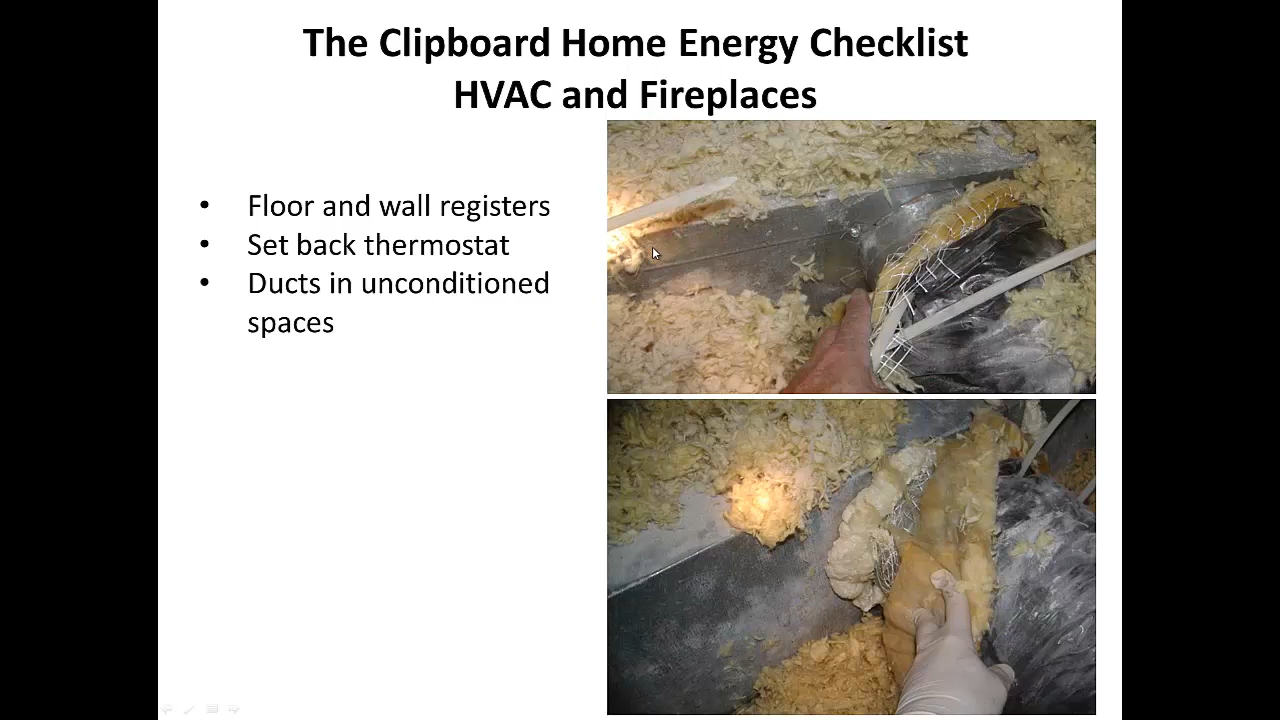 The Clipboard Home Energy Checklist
HVAC and Fireplaces
• Floor and wall registers
• Set back thermostat
• Ducts in unconditioned
spaces